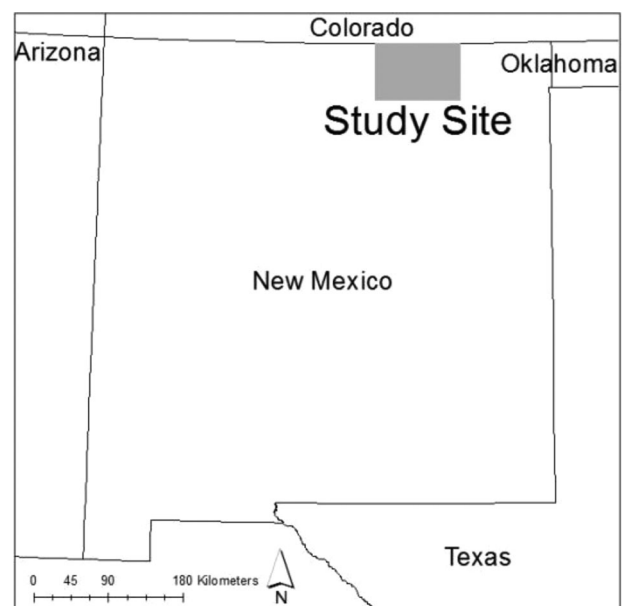 Colorado
Arizona
Oklahoma
Study Site
New Mexico
Texas
0 45 90 180 Kilometers
N